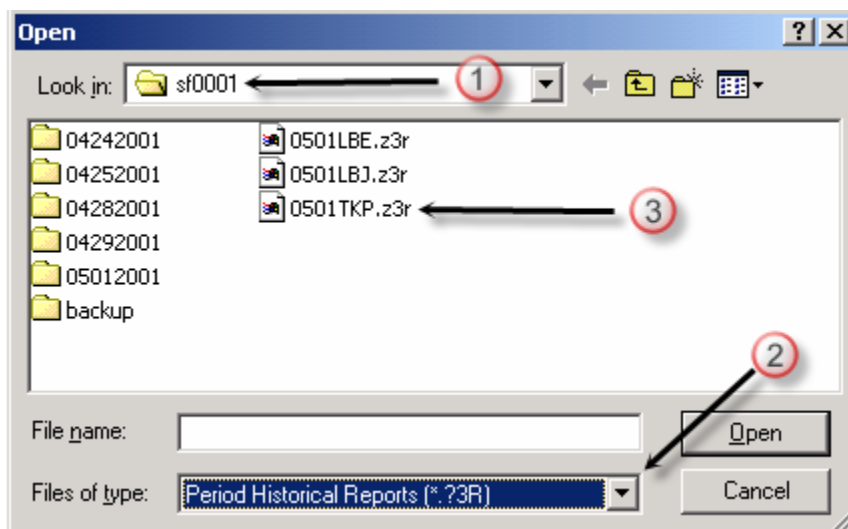 Open
Look in: sf0001 1
04242001 0501LBE.z3r
04252001 0501LBJ.z3r
04282001 0501TKP.z3r 3
04292001
05012001
backup
2
File name: Open
Files of type: Period Historical Reports (*.?3R) Cancel